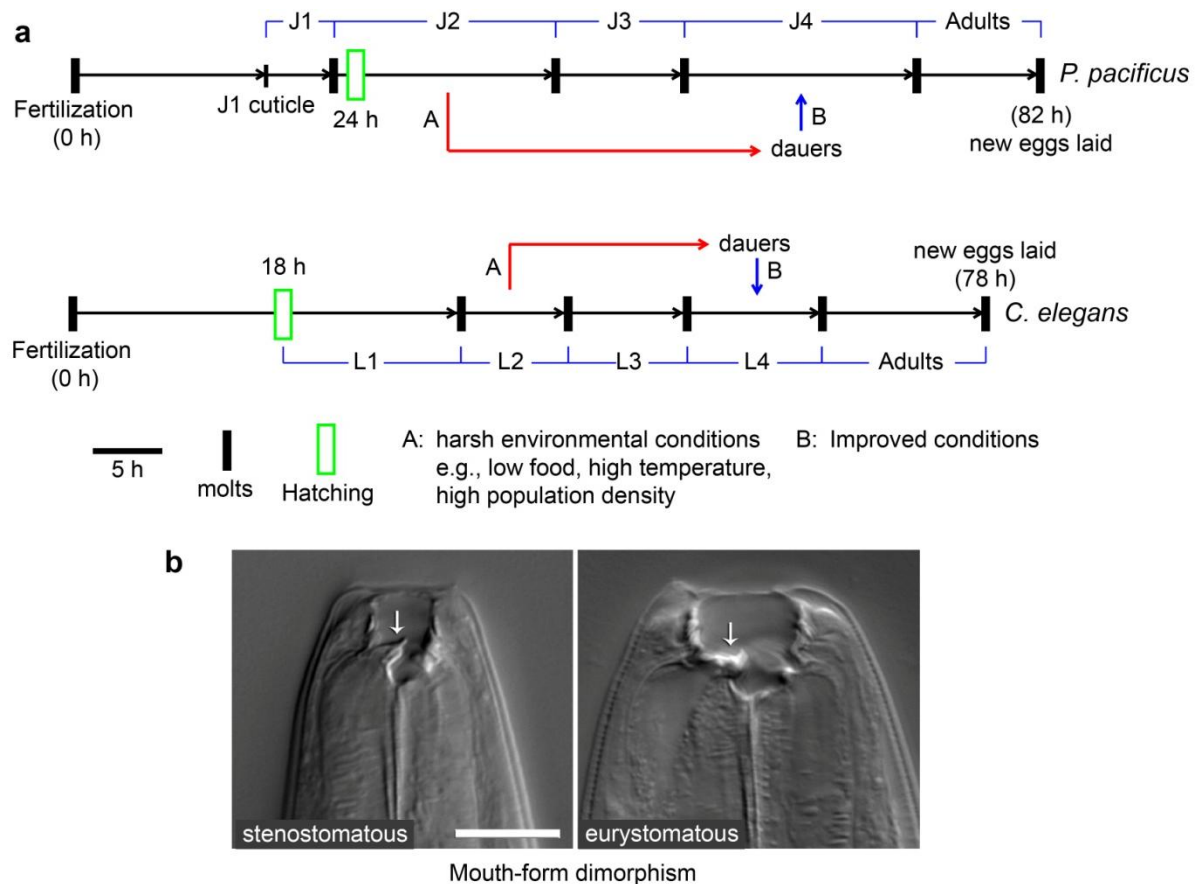 a
J1 J2 J3 J4 Adults
P. pacificus
Fertilization
(0 h)
J1 cuticle
24 h
A
B
dauers
(82 h)
new eggs laid
18 h
A
dauers
B
new eggs laid
(78 h)
C. elegans
Fertilization
(0 h)
L1 L2 L3 L4 Adults
5 h
molts
Hatching
A: harsh environmental conditions
e.g., low food, high temperature,
high population density
B: Improved conditions
b
stenostomatous
eurystomatous
Mouth-form dimorphism